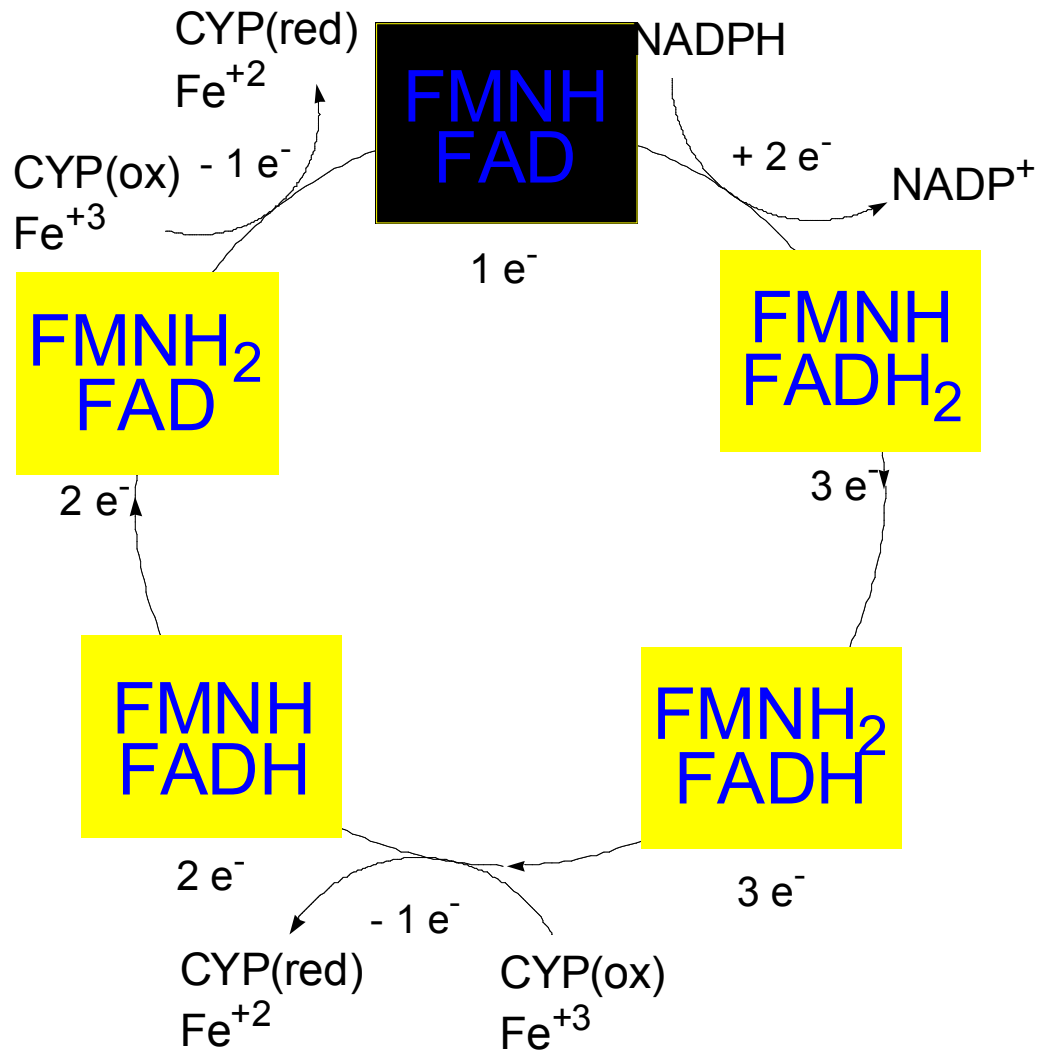 CYP(red)
Fe⁺²
FMNH
FAD
NADPH
CYP(ox)
Fe⁺³
- 1 e⁻
+ 2 e⁻
NADP⁺
1 e⁻
FMNH₂
FAD
2 e⁻
FMNH
FADH₂
3 e⁻
FMNH
FADH
2 e⁻
FMNH₂
FADH
3 e⁻
- 1 e⁻
CYP(red)
Fe⁺²
CYP(ox)
Fe⁺³